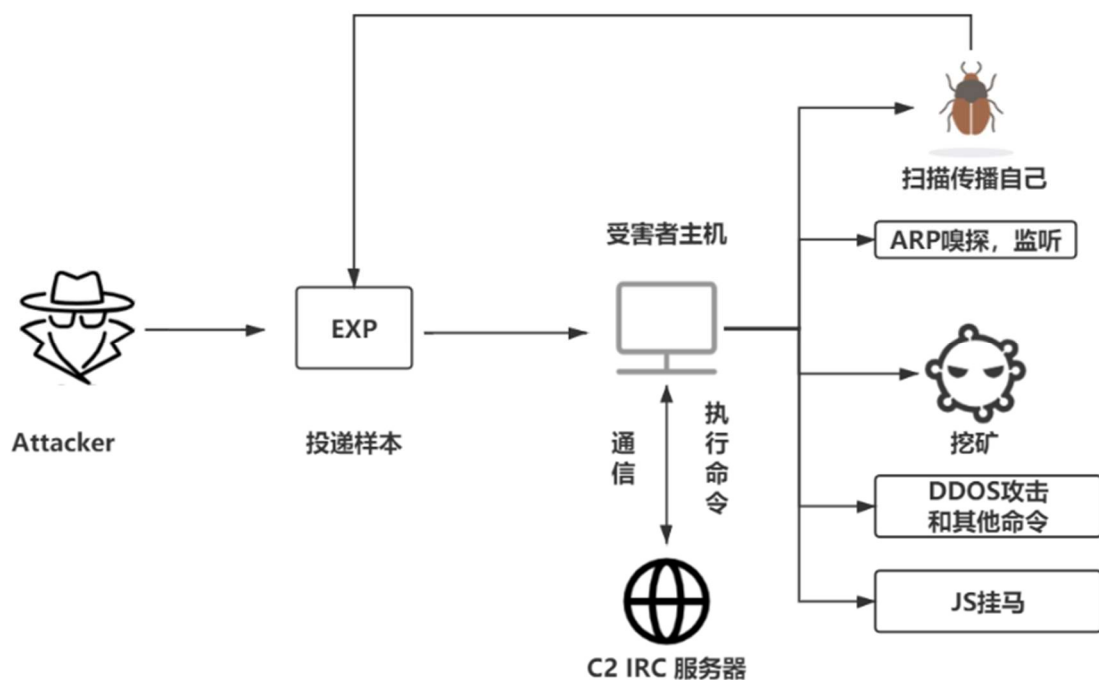 扫描传播自己
受害者主机
ARP嗅探，监听
EXP
Attacker
投递样本
通信
执行命令
挖矿
DDOS攻击
和其他命令
JS挂马
C2 IRC 服务器